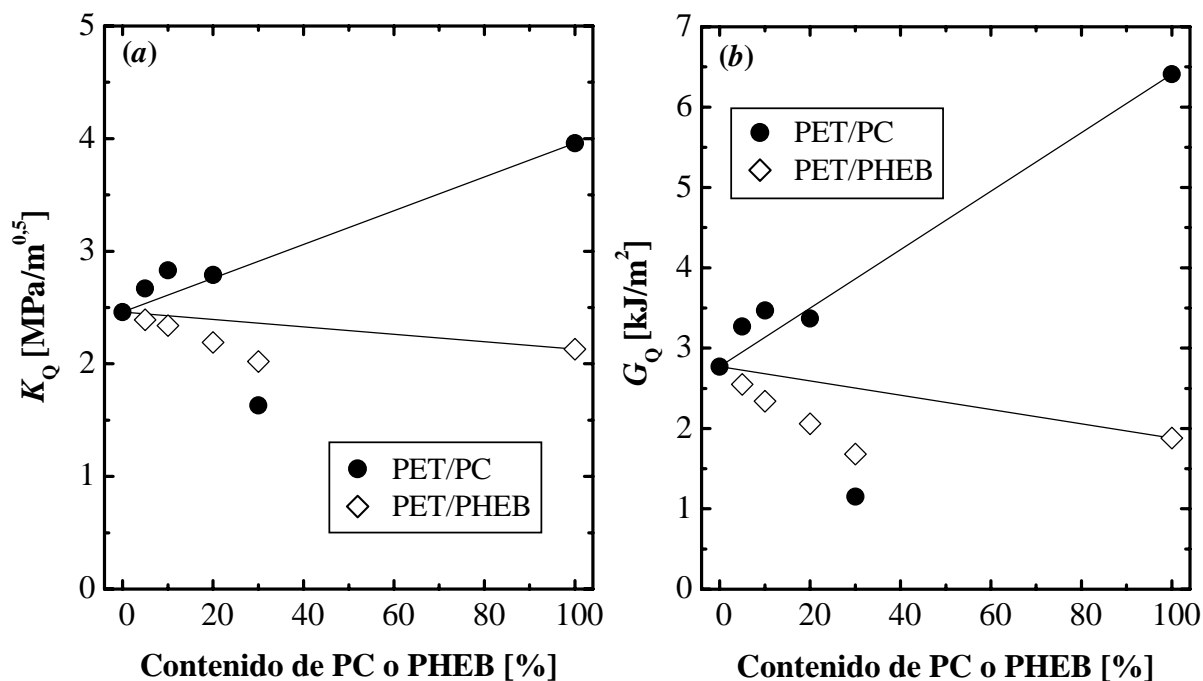 (a)
5
4
3
2
1
0
K_Q [MPa/m^0,5]
PET/PC
PET/PHEB
0 20 40 60 80 100
Contenido de PC o PHEB [%]
(b)
7
6
5
4
3
2
1
0
G_Q [kJ/m^2]
PET/PC
PET/PHEB
0 20 40 60 80 100
Contenido de PC o PHEB [%]